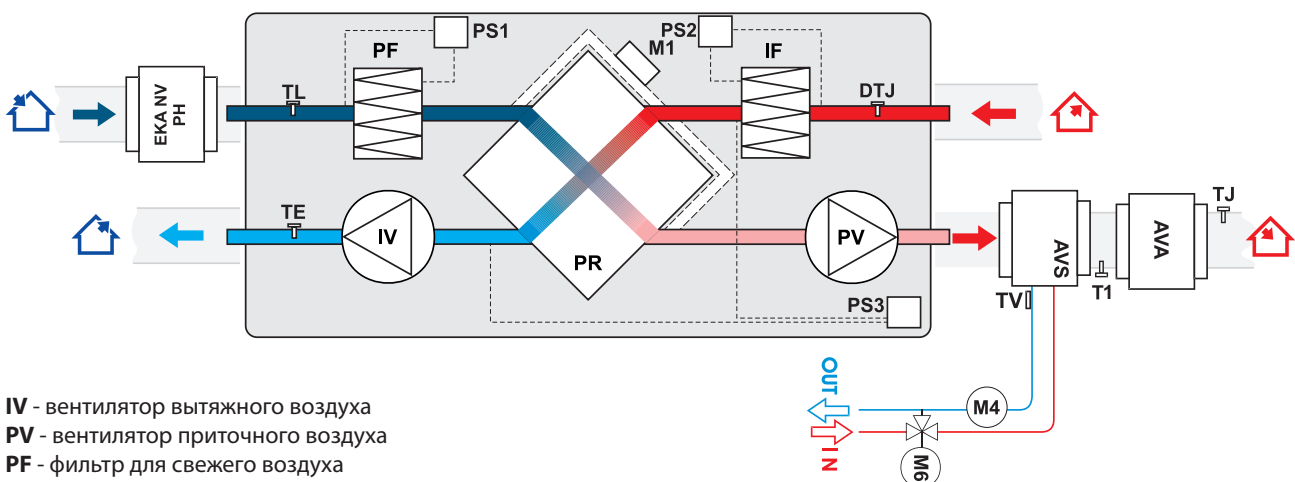 PS1
PS2
M1
PF
IF
EKA NV
PH
TL
DTJ
TE
IV
PR
PV
AVS
AVA
TJ
T1
TV
PS3
OUT
IN
M4
M6
IV - вентилятор вытяжного воздуха
PV - вентилятор приточного воздуха
PF - фильтр для свежего воздуха